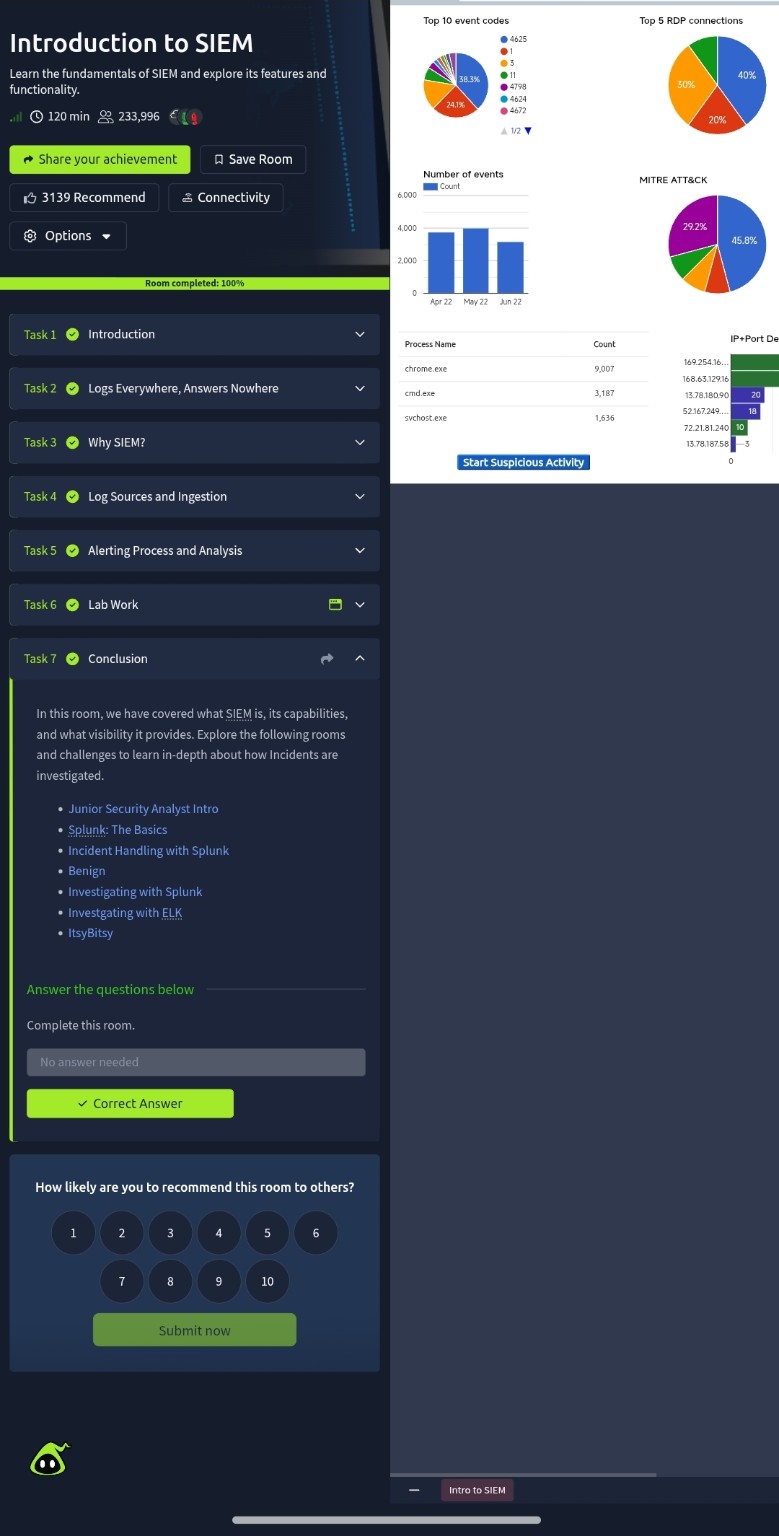 Introduction to SIEM
Learn the fundamentals of SIEM and explore its features and
functionality.
120 min
233,996
Share your achievement
Save Room
3139 Recommend
Connectivity
Options
Room completed: 100%
Task 1 Introduction
Task 2 Logs Everywhere, Answers Nowhere
Task 3 Why SIEM?
Task 4 Log Sources and Ingestion
Task 5 Alerting Process and Analysis
Task 6 Lab Work
Task 7 Conclusion
In this room, we have covered what SIEM is, its capabilities,
and what visibility it provides. Explore the following rooms
and challenges to learn in-depth about how Incidents are
investigated.
Junior Security Analyst Intro
Splunk: The Basics
Incident Handling with Splunk
Benign
Investigating with Splunk
Investgating with ELK
ItsyBitsy
Answer the questions below
Complete this room.
No answer needed
Correct Answer
How likely are you to recommend this room to others?
1 2 3 4 5 6
7 8 9 10
Submit now
Top 10 event codes
38.3%
24.1%
4625
1
3
11
4798
4624
4672
1/2
Top 5 RDP connections
40%
30%
20%
Number of events
Count
6.000
4.000
2.000
0
Apr 22 May 22 Jun 22
MITRE ATT&CK
29.2%
45.8%
Process Name Count
chrome.exe 9,007
cmd.exe 3,187
svchost.exe 1,636
Start Suspicious Activity
IP+Port De
169.254.16...
168.63.129.16
13.78.180.90 20
52.167.249.... 18
72.21.81.240 10
13.78.187.58 3
0
Intro to SIEM